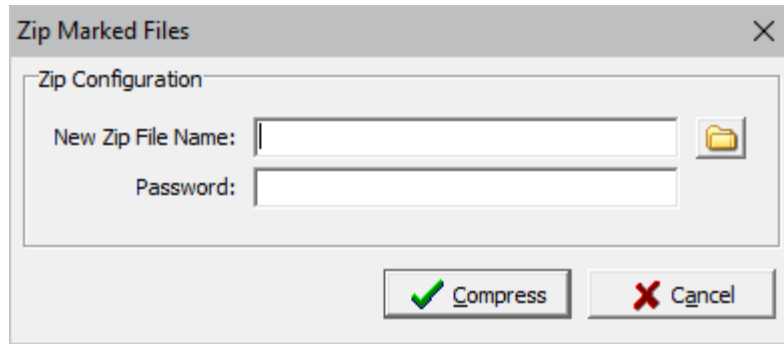 Zip Marked Files
Zip Configuration
New Zip File Name:
Password:
Compress
Cancel